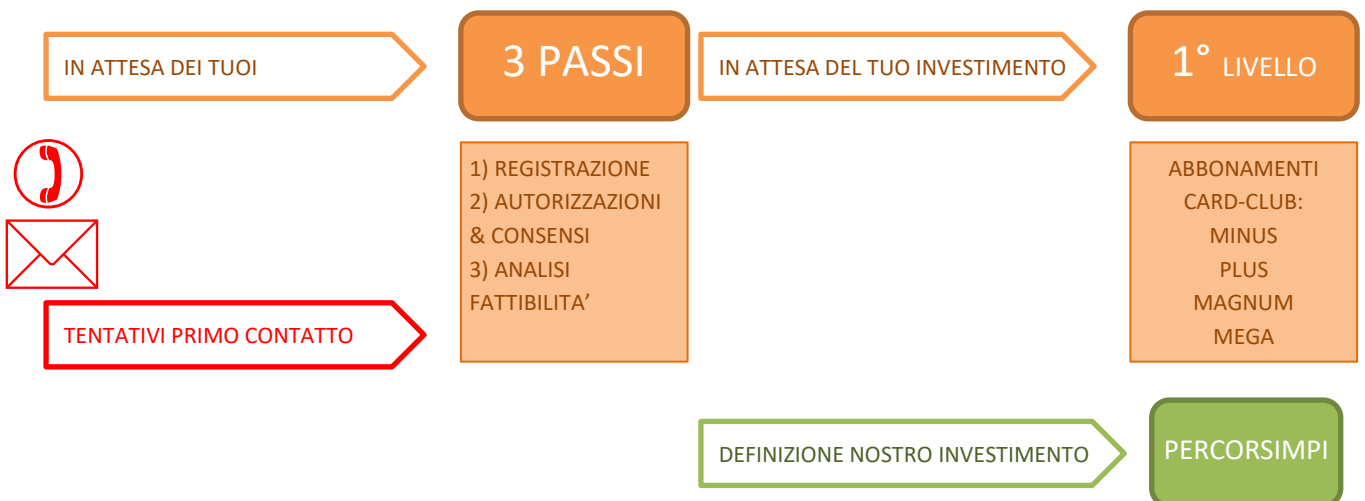 IN ATTESA DEI TUOI
3 PASSI
IN ATTESA DEL TUO INVESTIMENTO
1° LIVELLO
1) REGISTRAZIONE
2) AUTORIZZAZIONI
& CONSENSI
3) ANALISI
FATTIBILITA’
ABBONAMENTI
CARD-CLUB:
MINUS
PLUS
MAGNUM
MEGA
TENTATIVI PRIMO CONTATTO
DEFINIZIONE NOSTRO INVESTIMENTO
PERCORSIMPI